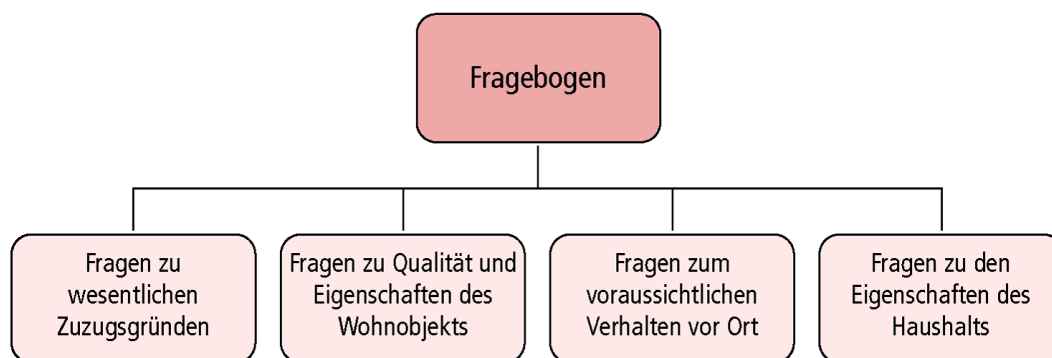 Fragebogen
Fragen zu
wesentlichen
Zuzugsgründen
Fragen zu Qualität und
Eigenschaften des
Wohnobjekts
Fragen zum
voraussichtlichen
Verhalten vor Ort
Fragen zu den
Eigenschaften des
Haushalts